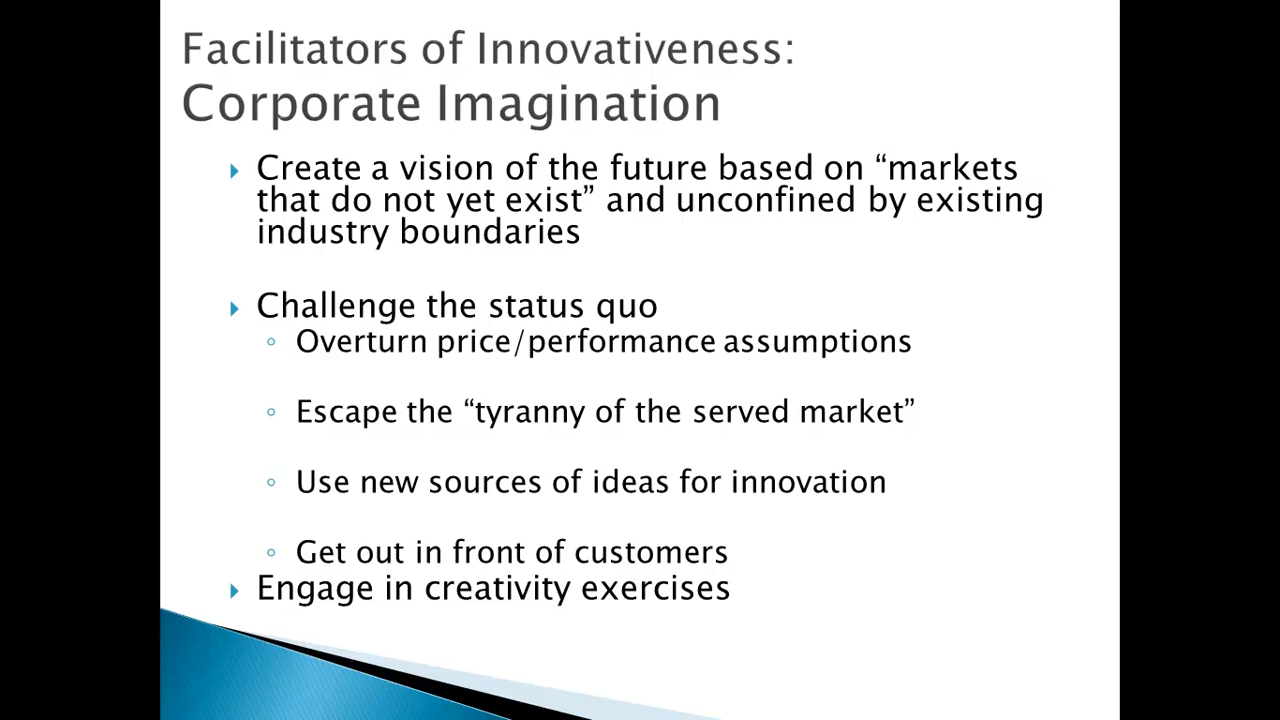 Facilitators of Innovativeness:
Corporate Imagination
Create a vision of the future based on “markets
that do not yet exist” and unconfined by existing
industry boundaries
Challenge the status quo
Overturn price/performance assumptions
Escape the “tyranny of the served market”
Use new sources of ideas for innovation
Get out in front of customers
Engage in creativity exercises